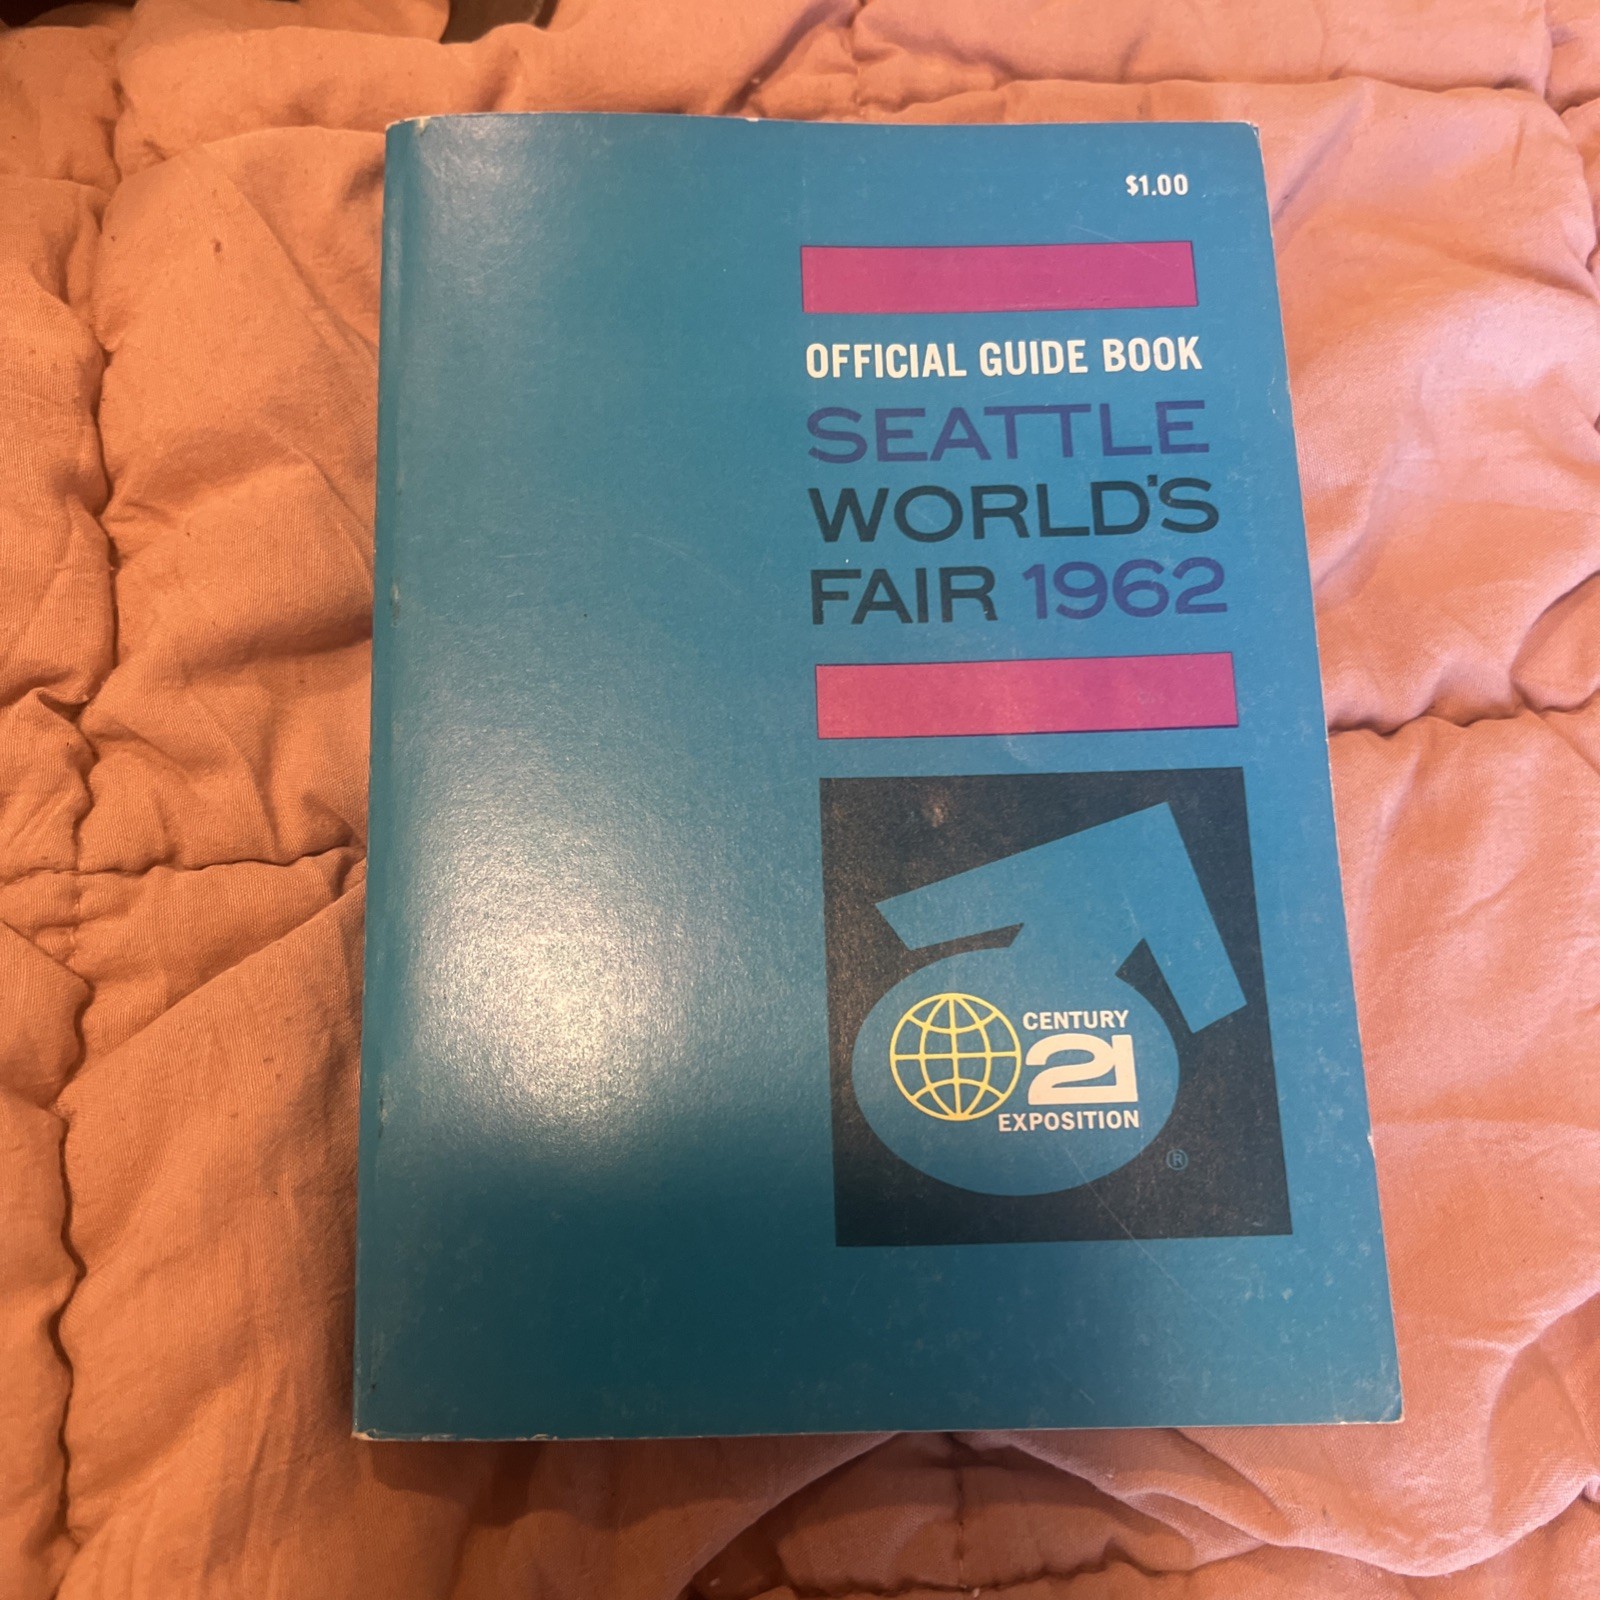 $1.00
OFFICIAL GUIDE BOOK
SEATTLE
WORLD'S
FAIR 1962
CENTURY
21
EXPOSITION
®